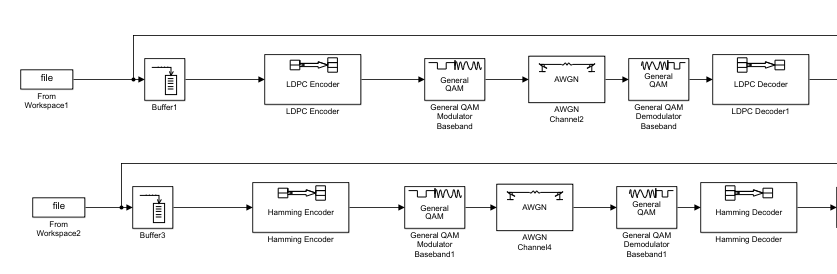 file
From
Workspace1
Buffer1
LDPC Encoder
LDPC Encoder
General
QAM
General QAM
Modulator
Baseband
AWGN
AWGN
Channel2
General
QAM
General QAM
Demodulator
Baseband
LDPC Decoder
LDPC Decoder1
file
From
Workspace2
Buffer3
Hamming Encoder
Hamming Encoder
General
QAM
General QAM
Modulator
Baseband1
AWGN
AWGN
Channel4
General
QAM
General QAM
Demodulator
Baseband1
Hamming Decoder
Hamming Decoder